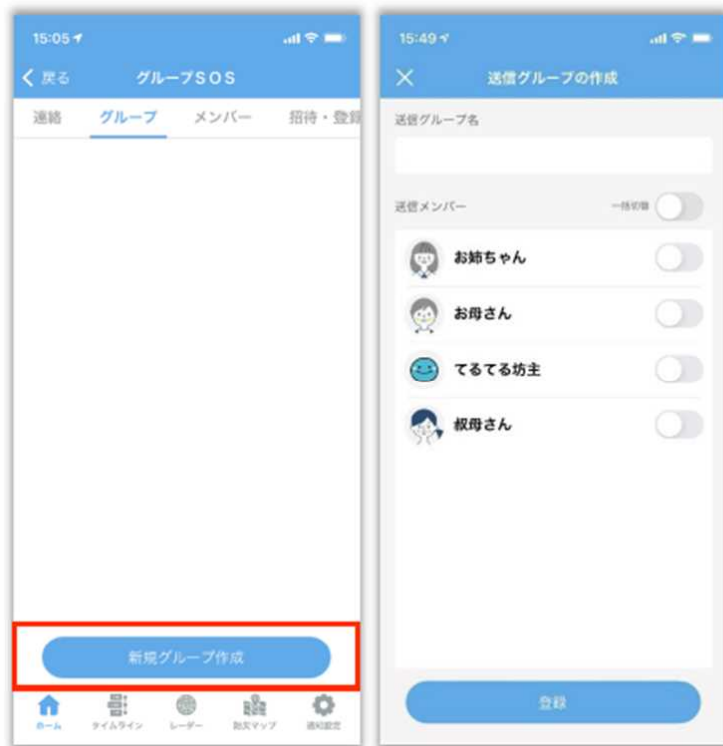 15:05
戻る グループSOS
連絡 グループ メンバー 招待・登録
新規グループ作成
ホーム タイムライン レーダー 防災マップ 通知設定
15:49
送信グループの作成
送信グループ名
送信メンバー 一括切替
お姉ちゃん
お母さん
てるてる坊主
叔母さん
登録